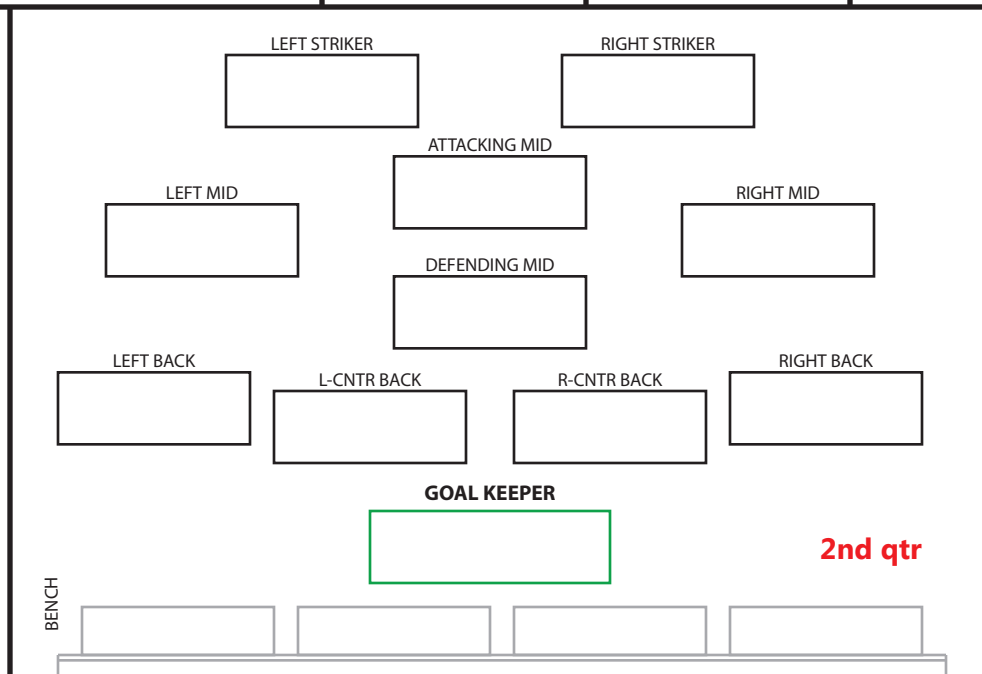 LEFT STRIKER
RIGHT STRIKER
ATTACKING MID
LEFT MID
RIGHT MID
DEFENDING MID
LEFT BACK
RIGHT BACK
L-CNTR BACK
R-CNTR BACK
GOAL KEEPER
2nd qtr
BENCH